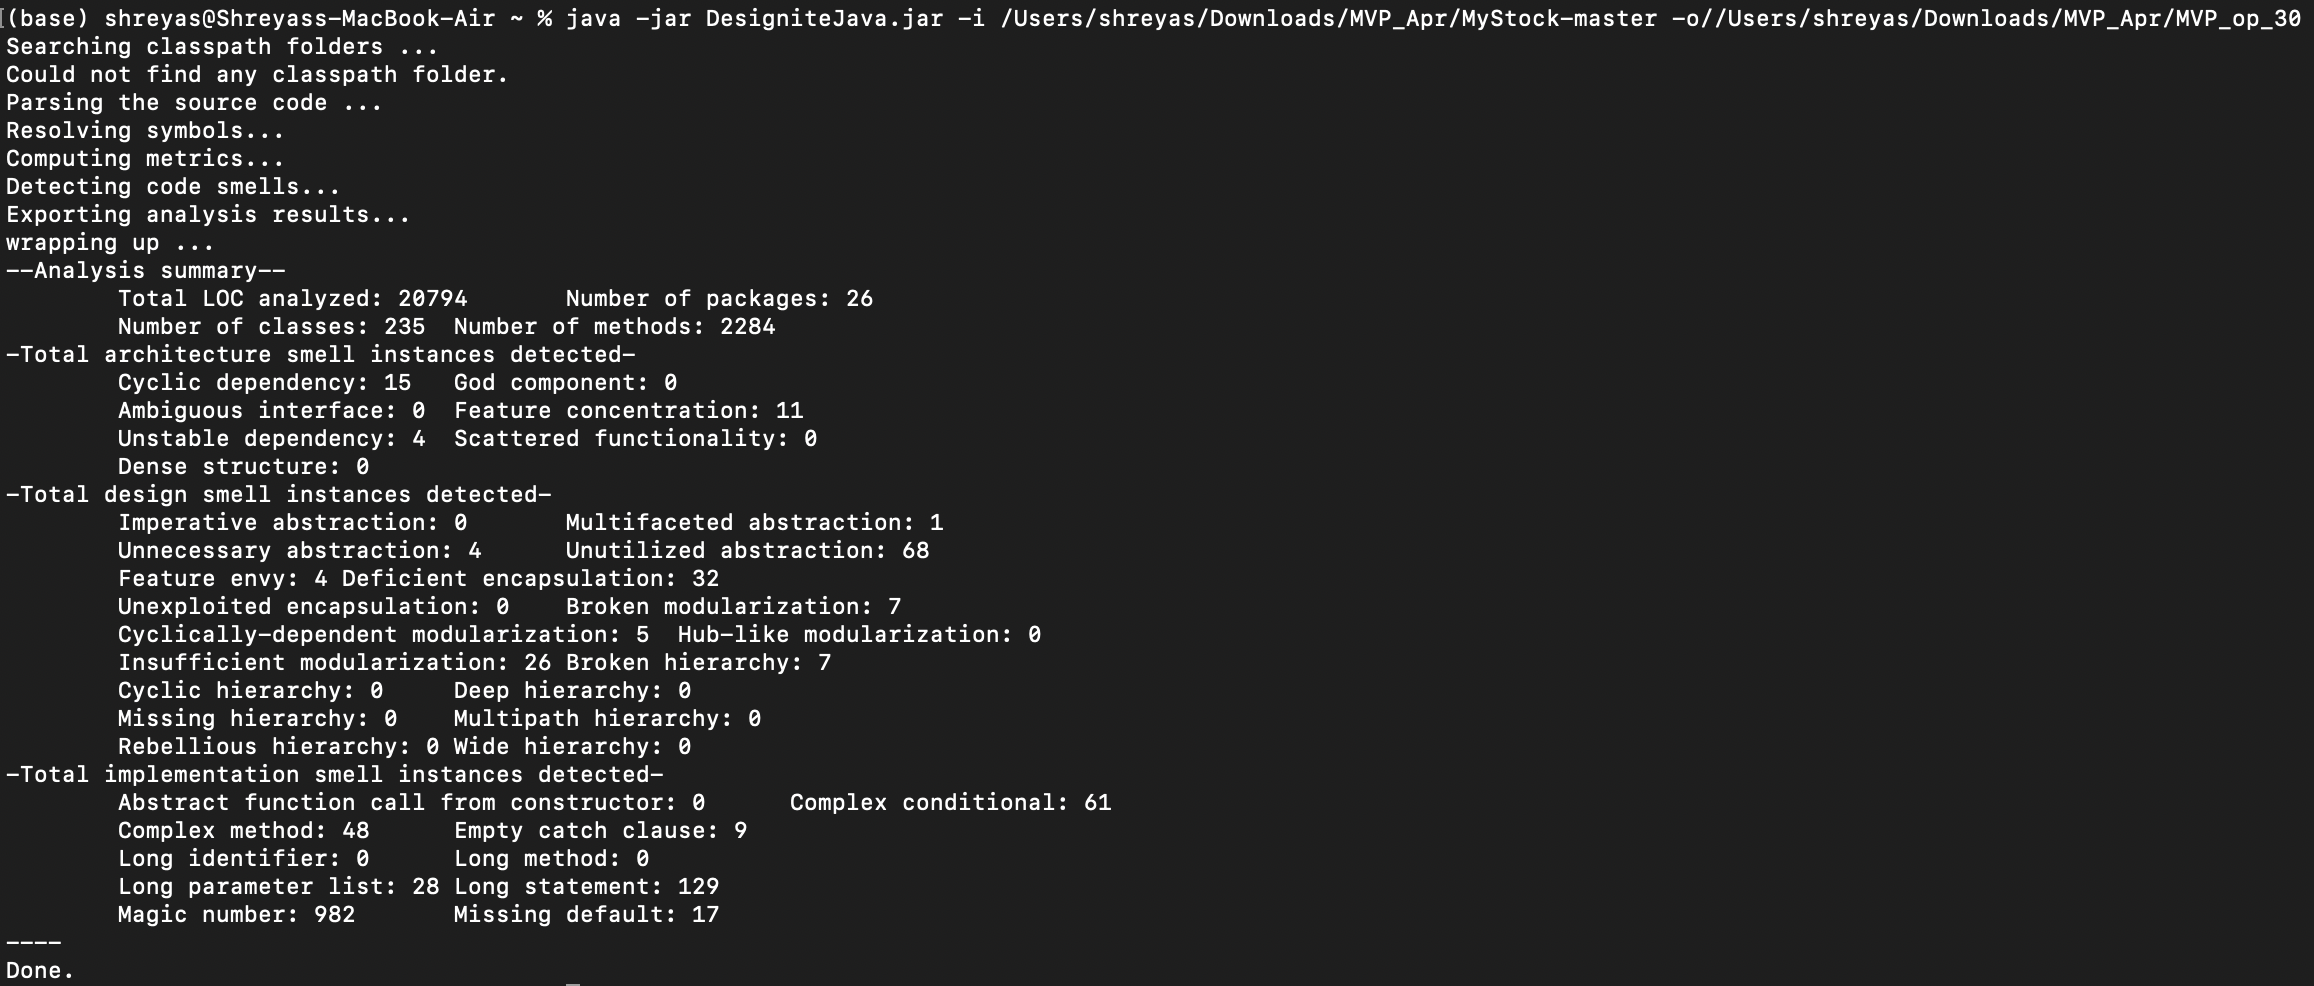 (base) shreyas@Shreyass-MacBook-Air ~ % java -jar DesigniteJava.jar -i /Users/shreyas/Downloads/MVP_Apr/MyStock-master -o//Users/shreyas/Downloads/MVP_Apr/MVP_op_30
Searching classpath folders ...
Could not find any classpath folder.
Parsing the source code ...
Resolving symbols...
Computing metrics...
Detecting code smells...
Exporting analysis results...
wrapping up ...
--Analysis summary--
Total LOC analyzed: 20794 Number of packages: 26
Number of classes: 235 Number of methods: 2284
-Total architecture smell instances detected-
Cyclic dependency: 15 God component: 0
Ambiguous interface: 0 Feature concentration: 11
Unstable dependency: 4 Scattered functionality: 0
Dense structure: 0
-Total design smell instances detected-
Imperative abstraction: 0 Multifaceted abstraction: 1
Unnecessary abstraction: 4 Unutilized abstraction: 68
Feature envy: 4 Deficient encapsulation: 32
Unexploited encapsulation: 0 Broken modularization: 7
Cyclically-dependent modularization: 5 Hub-like modularization: 0
Insufficient modularization: 26 Broken hierarchy: 7
Cyclic hierarchy: 0 Deep hierarchy: 0
Missing hierarchy: 0 Multipath hierarchy: 0
Rebellious hierarchy: 0 Wide hierarchy: 0
-Total implementation smell instances detected-
Abstract function call from constructor: 0 Complex conditional: 61
Complex method: 48 Empty catch clause: 9
Long identifier: 0 Long method: 0
Long parameter list: 28 Long statement: 129
Magic number: 982 Missing default: 17
----
Done.